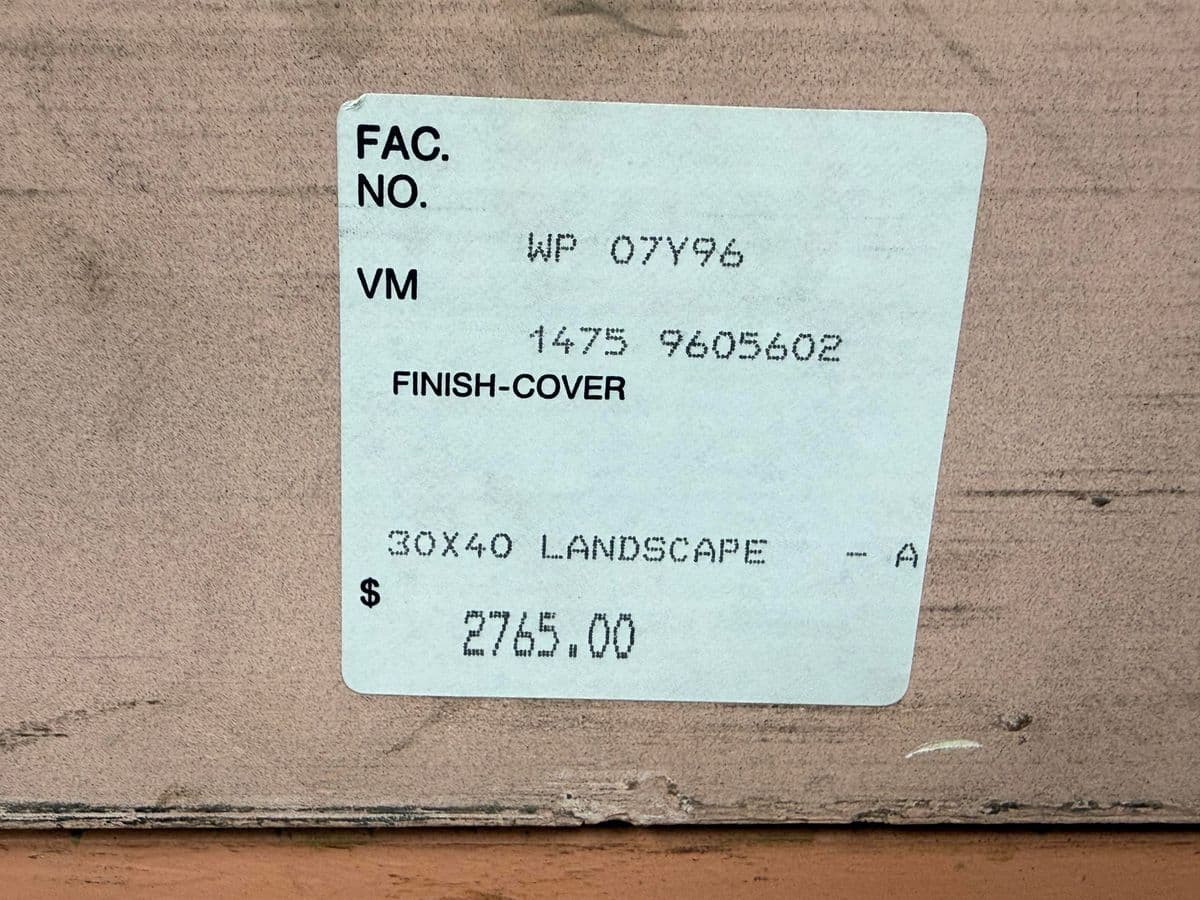 FAC.
NO.
WP 07Y96
VM
1475 9605602
FINISH-COVER
30X40 LANDSCAPE - A
$
2765.00